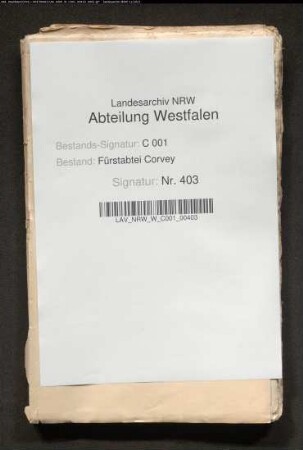 Landesarchiv NRW
Abteilung Westfalen
Bestands-Signatur: C 001
Bestand: Fürstabtei Corvey
Signatur: Nr. 403
LAV_NRW_W_C001_00403